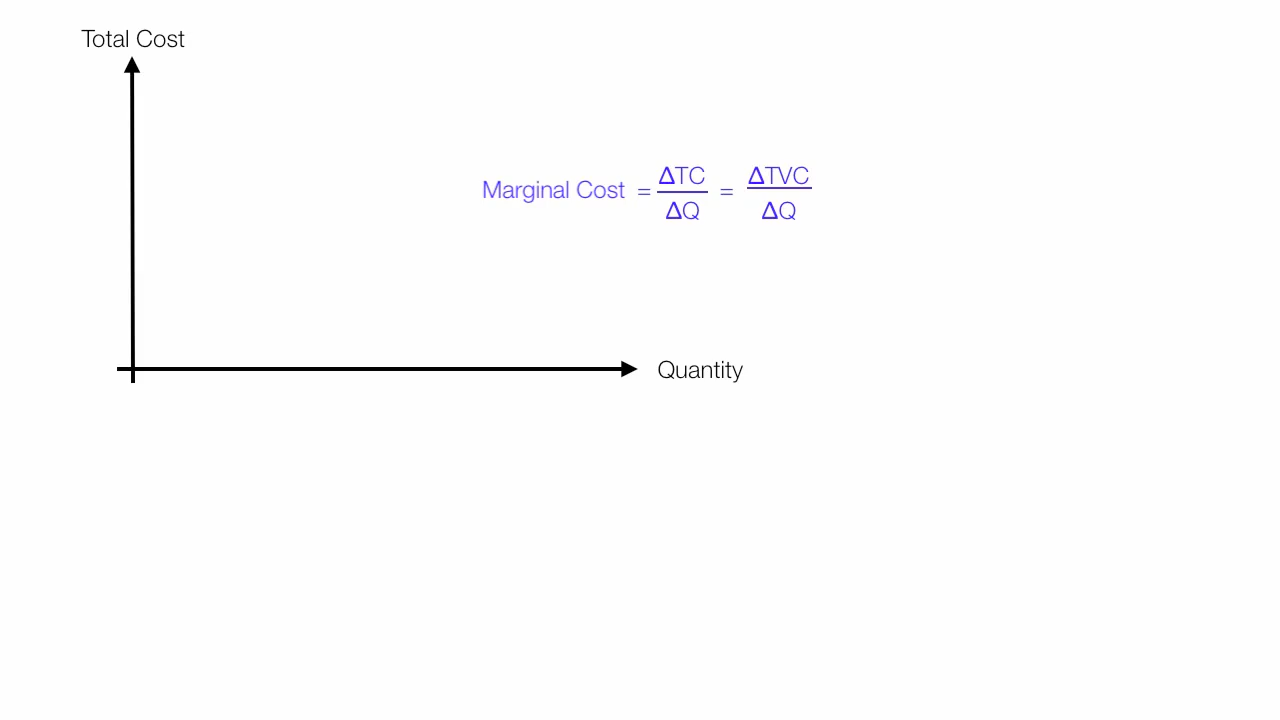 Total Cost
Marginal Cost = ΔTC/ΔQ = ΔTVC/ΔQ
Quantity